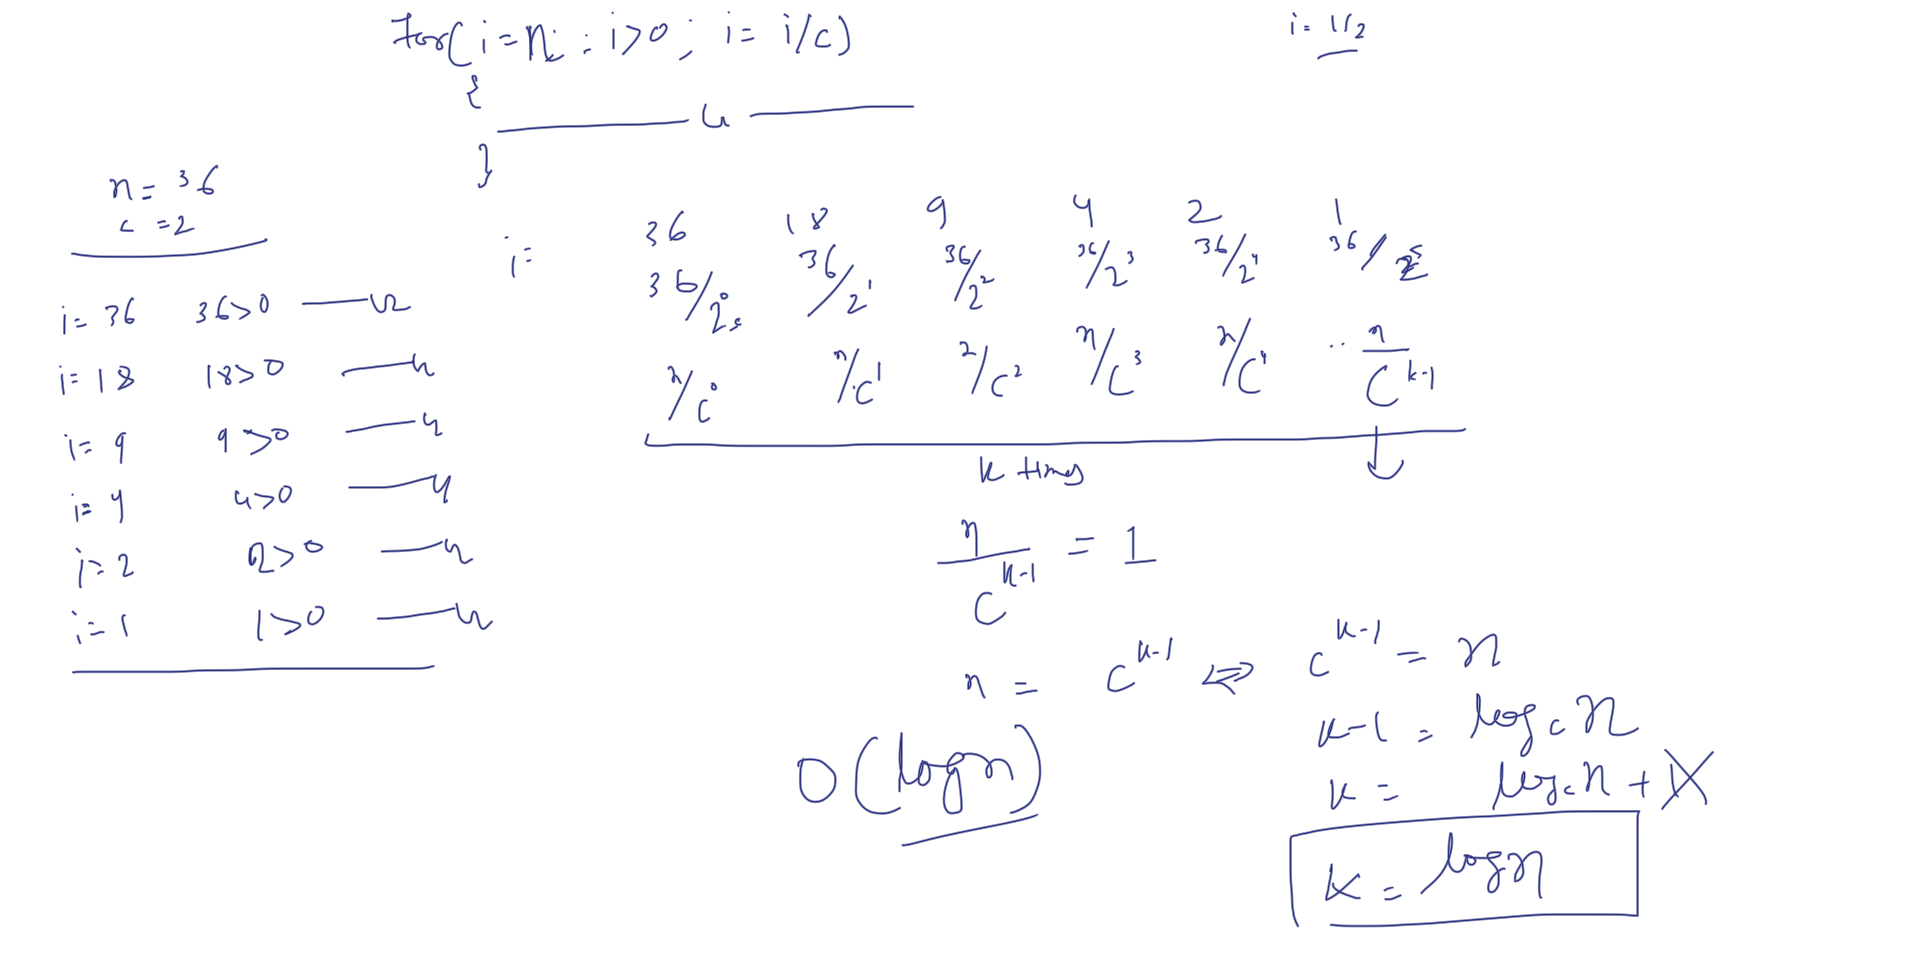 for( i=n ; i>0 ; i= i/c)
i= 1/2
{
}
n= 36
c =2
i= 36 18 9 4 2 1
36/2^0 36/2^1 36/2^2 36/2^3 36/2^4 36/2^5
n/c^0 n/c^1 n/c^2 n/c^3 n/c^4 .. n/c^k-1
i= 36 36>0
i= 18 18>0
i= 9 9>0
i= 4 4>0
i= 2 2>0
i= 1 1>0
k times
n/c^k-1 = 1
n = c^k-1 ⇔ c^k-1 = n
k-1 = log_c n
k = log_c n + 1
O(log n)
k = log n